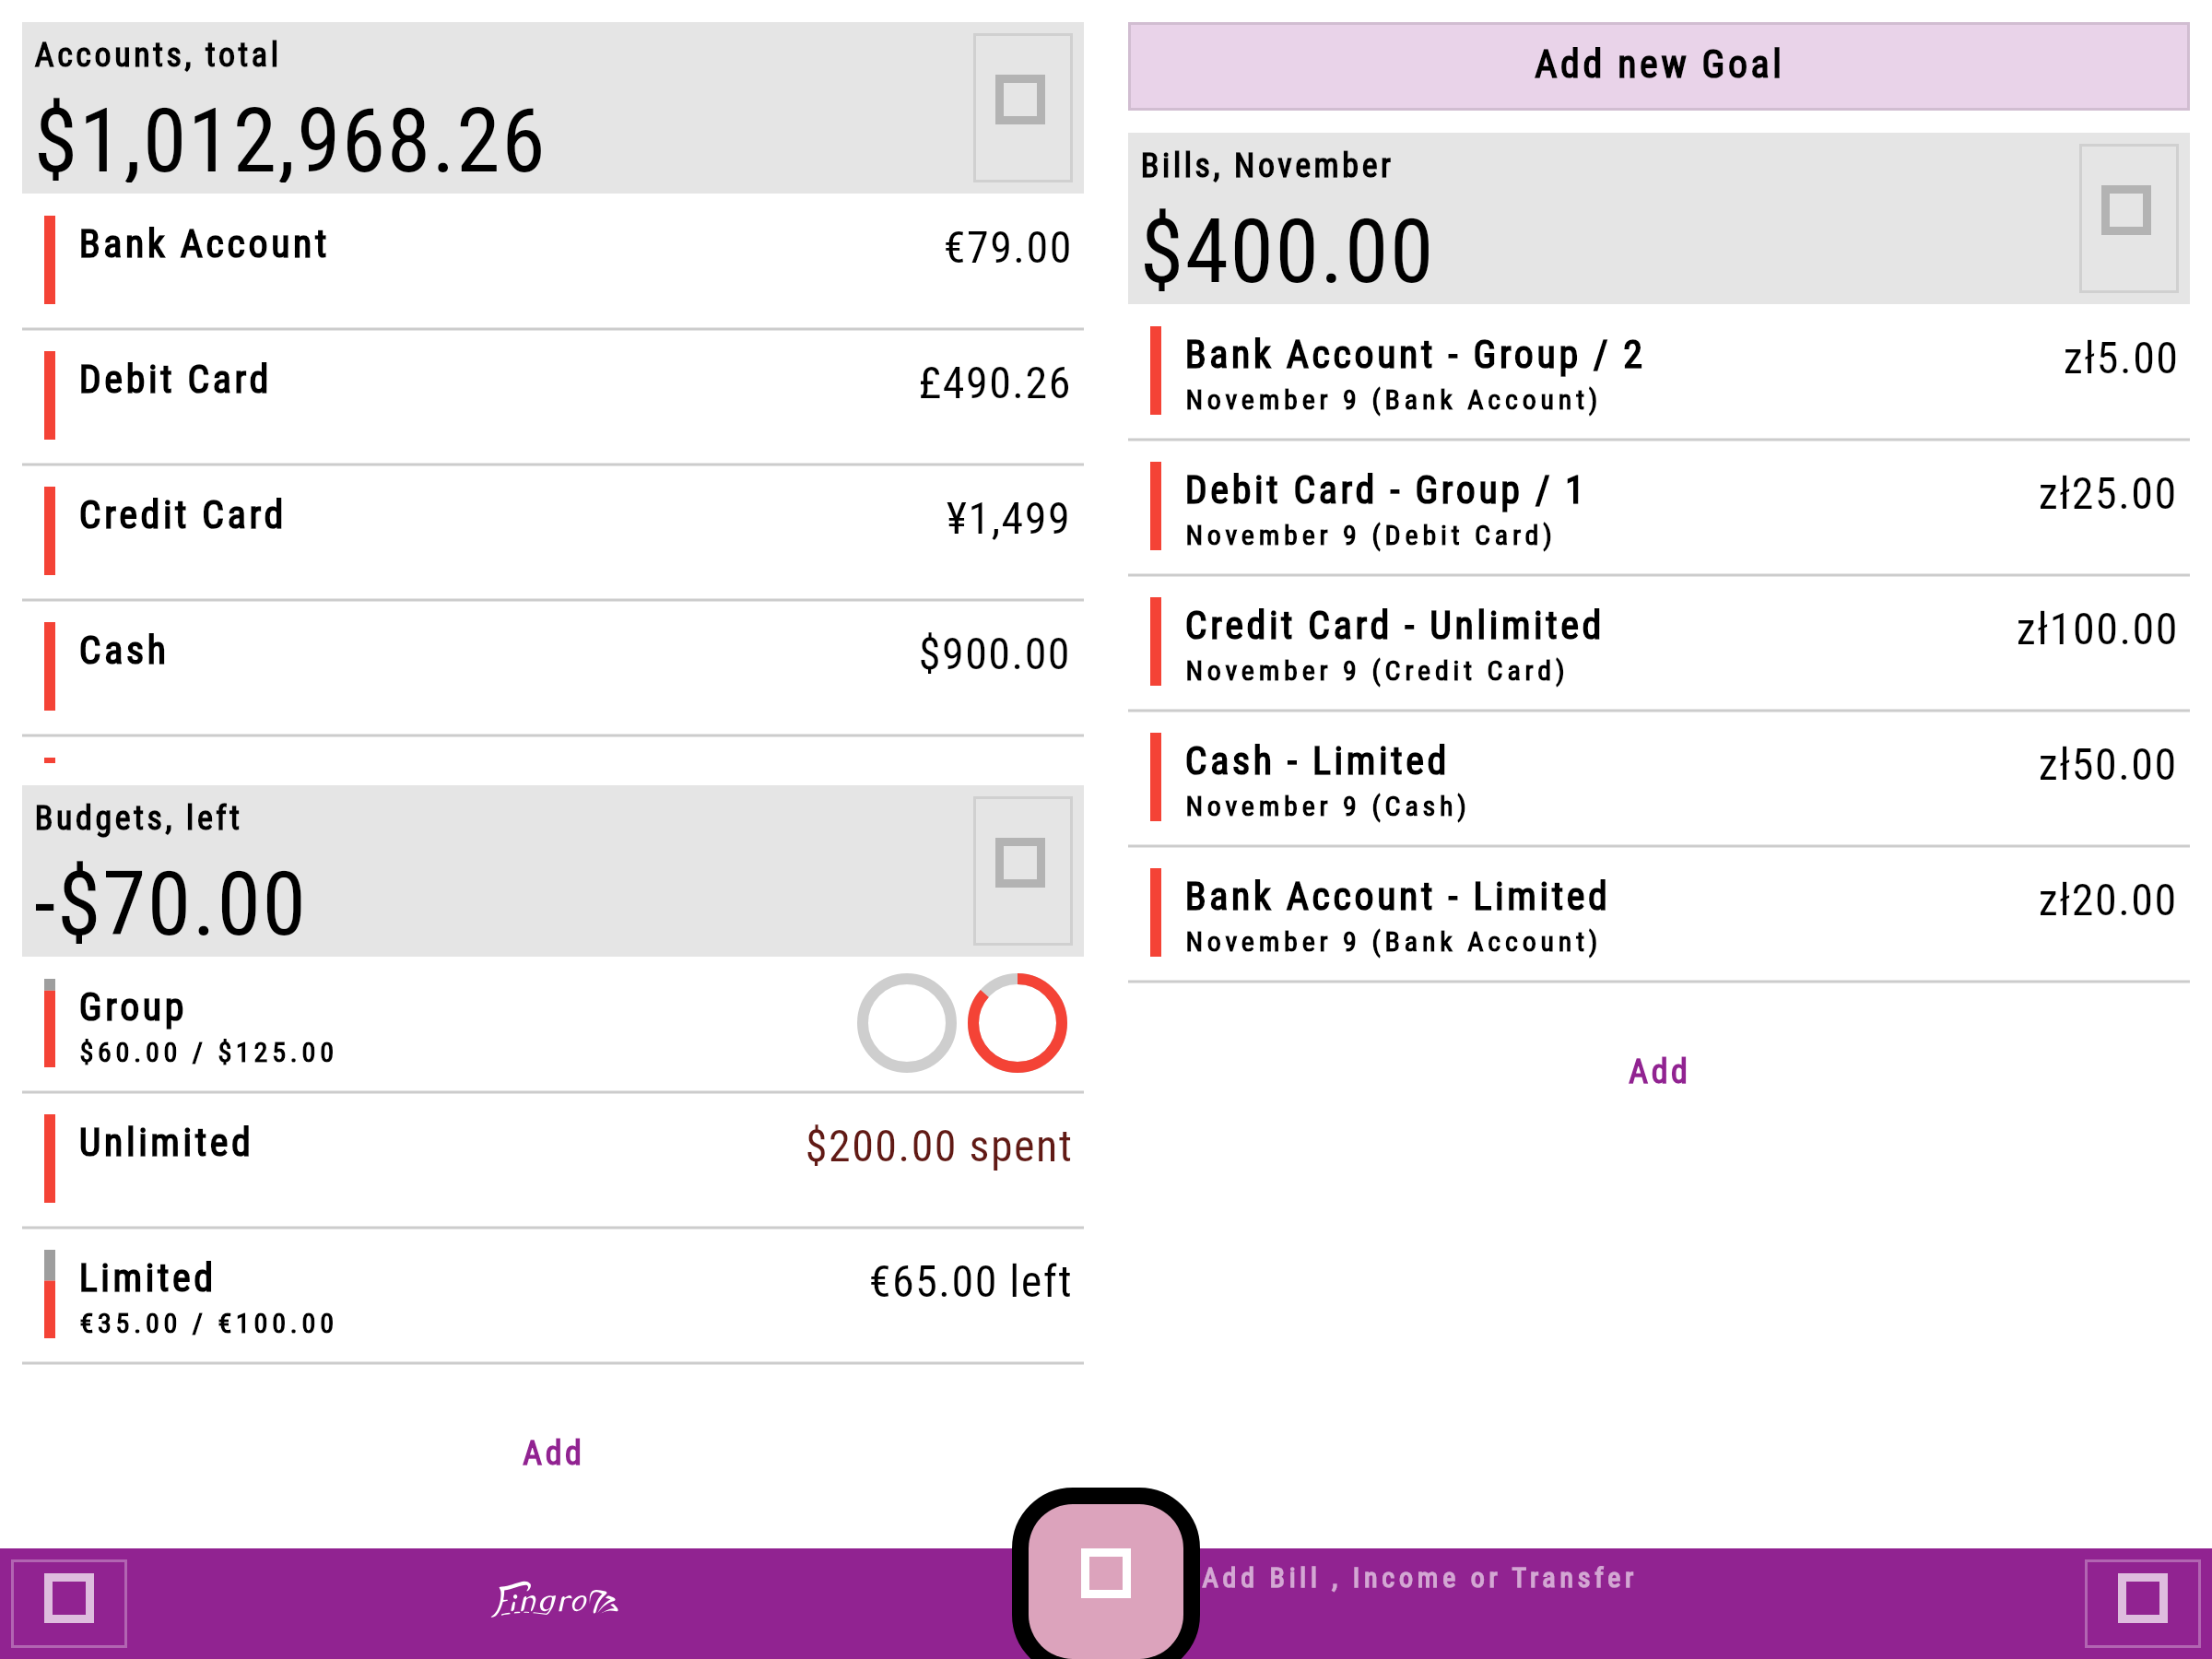 Accounts, total
$1,012,968.26
Bank Account
€79.00
Debit Card
£490.26
Credit Card
¥1,499
Cash
$900.00
Budgets, left
-$70.00
Group
$60.00 / $125.00
Unlimited
$200.00 spent
Limited
€65.00 left
€35.00 / €100.00
Add
Add new Goal
Bills, November
$400.00
Bank Account - Group / 2
zł5.00
November 9 (Bank Account)
Debit Card - Group / 1
zł25.00
November 9 (Debit Card)
Credit Card - Unlimited
zł100.00
November 9 (Credit Card)
Cash - Limited
zł50.00
November 9 (Cash)
Bank Account - Limited
zł20.00
November 9 (Bank Account)
Add
Fingro
Add Bill , Income or Transfer